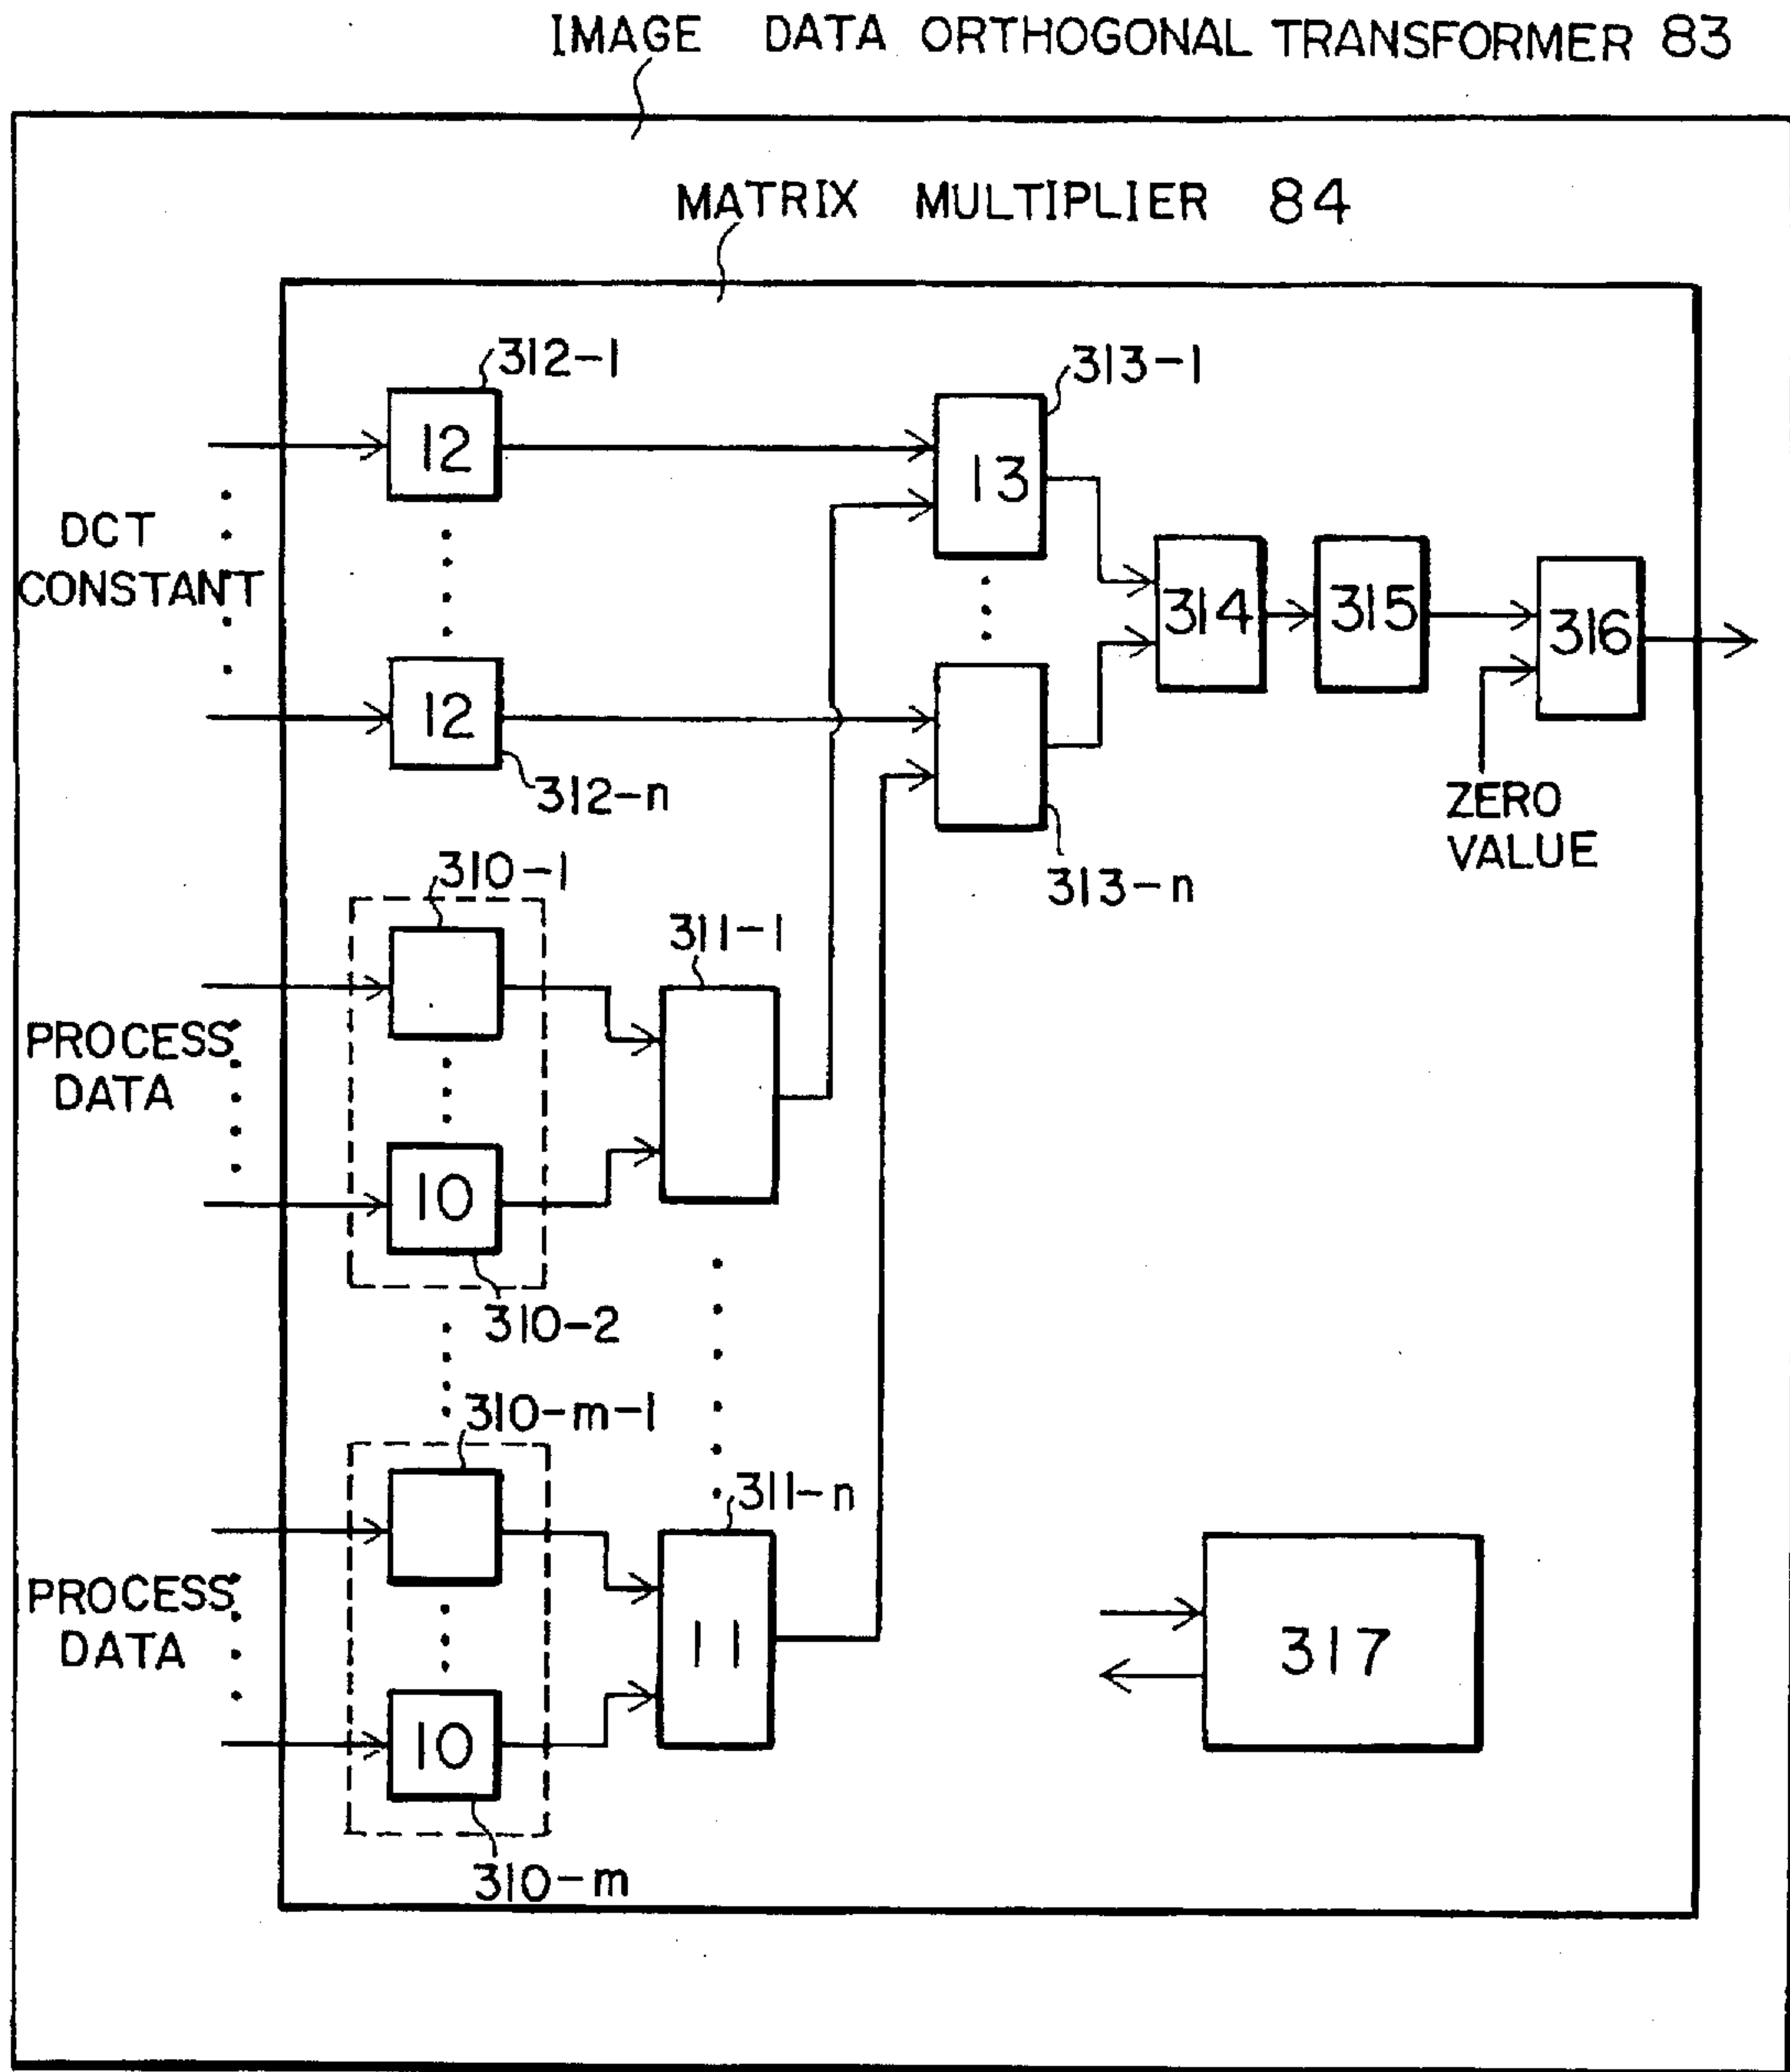 IMAGE DATA ORTHOGONAL TRANSFORMER 83
MATRIX MULTIPLIER 84
312-1
12
313-1
13
DCT
CONSTANT
314
315
316
12
312-n
ZERO
VALUE
313-n
310-1
311-1
PROCESS
DATA
10
310-2
310-m-1
311-n
PROCESS
DATA
11
317
10
310-m